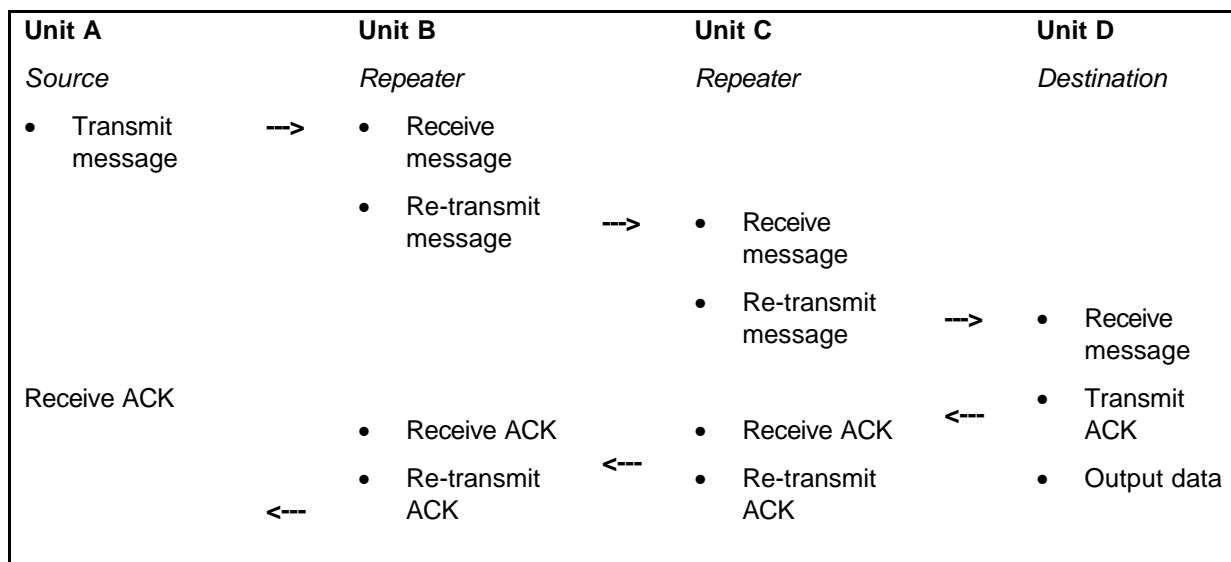 Unit A Unit B Unit C Unit D
Source Repeater Repeater Destination
• Transmit ---> • Receive
message message
• Re-transmit ---> • Receive
message message
• Re-transmit ---> • Receive
message message
Receive ACK <--- • Transmit
ACK
• Receive ACK <--- • Receive ACK
• Re-transmit • Re-transmit • Output data
<--- ACK ACK